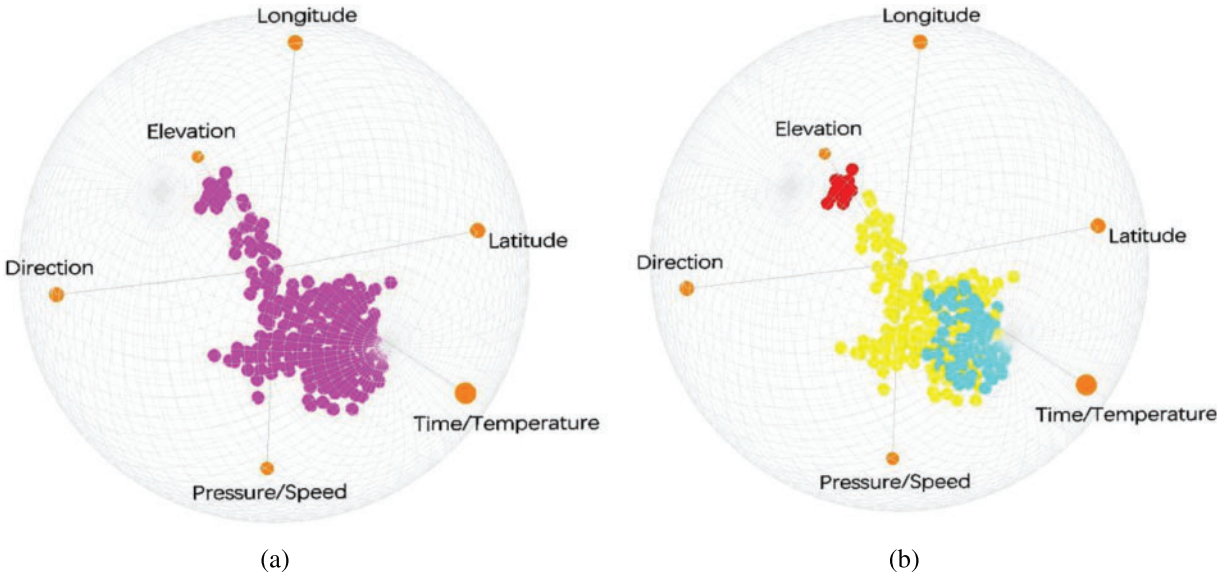 Longitude
Elevation
Latitude
Direction
Time/Temperature
Pressure/Speed
(a)
Longitude
Elevation
Latitude
Direction
Time/Temperature
Pressure/Speed
(b)